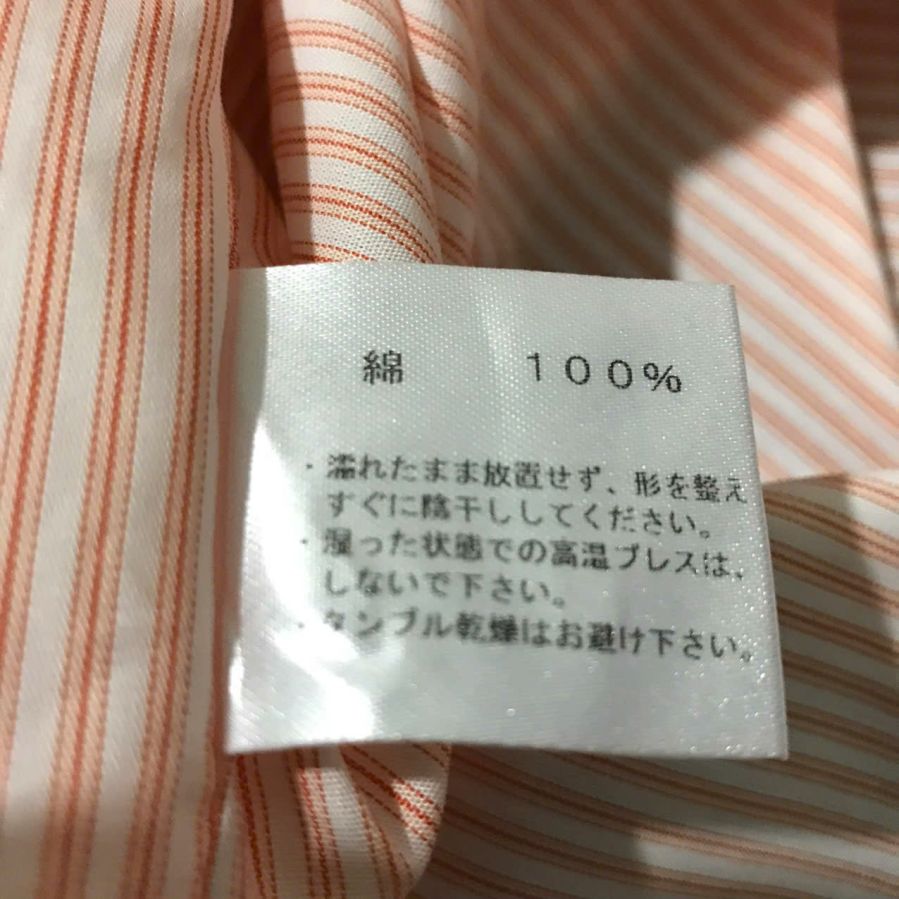 綿　１００%
・濡れたまま放置せず、形を整え
すぐに陰干ししてください。
・湿った状態での高温プレスは、
しないで下さい。
・タンブル乾燥はお避け下さい。